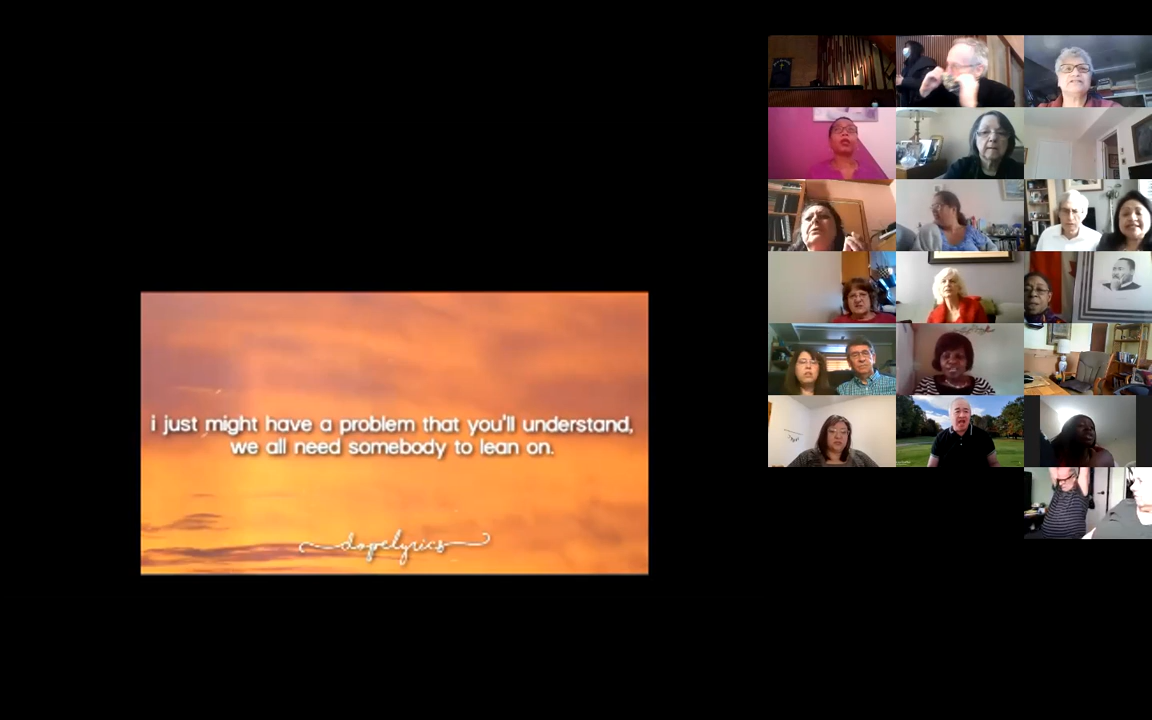 i just might have a problem that you'll understand,
we all need somebody to lean on.
dopelyrics